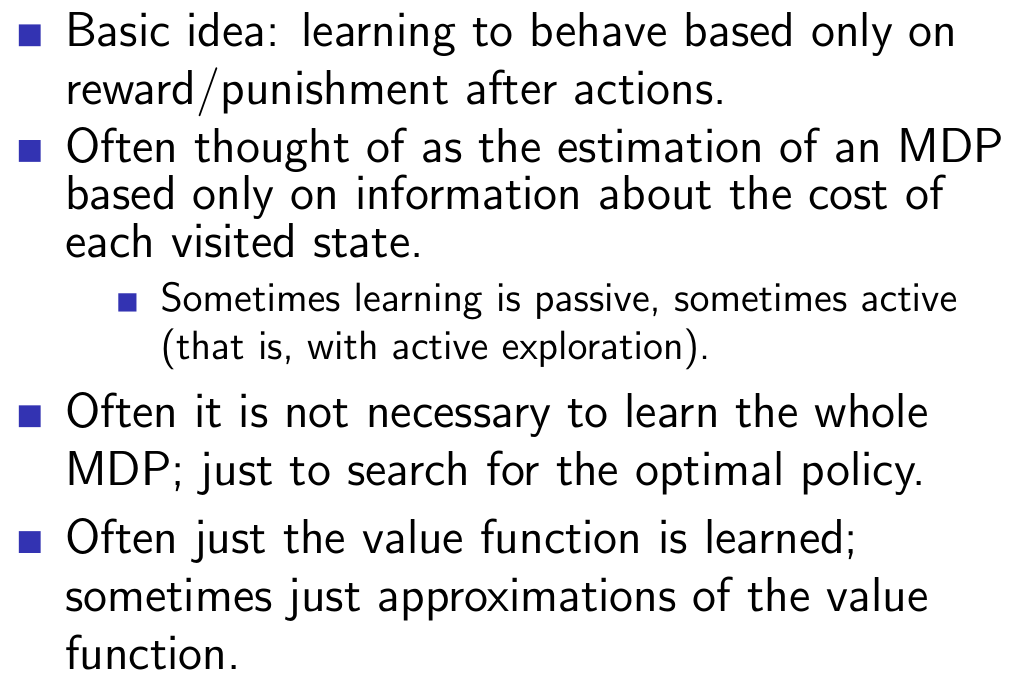 Basic idea: learning to behave based only on
reward/punishment after actions.
Often thought of as the estimation of an MDP
based only on information about the cost of
each visited state.
Sometimes learning is passive, sometimes active
(that is, with active exploration).
Often it is not necessary to learn the whole
MDP; just to search for the optimal policy.
Often just the value function is learned;
sometimes just approximations of the value
function.